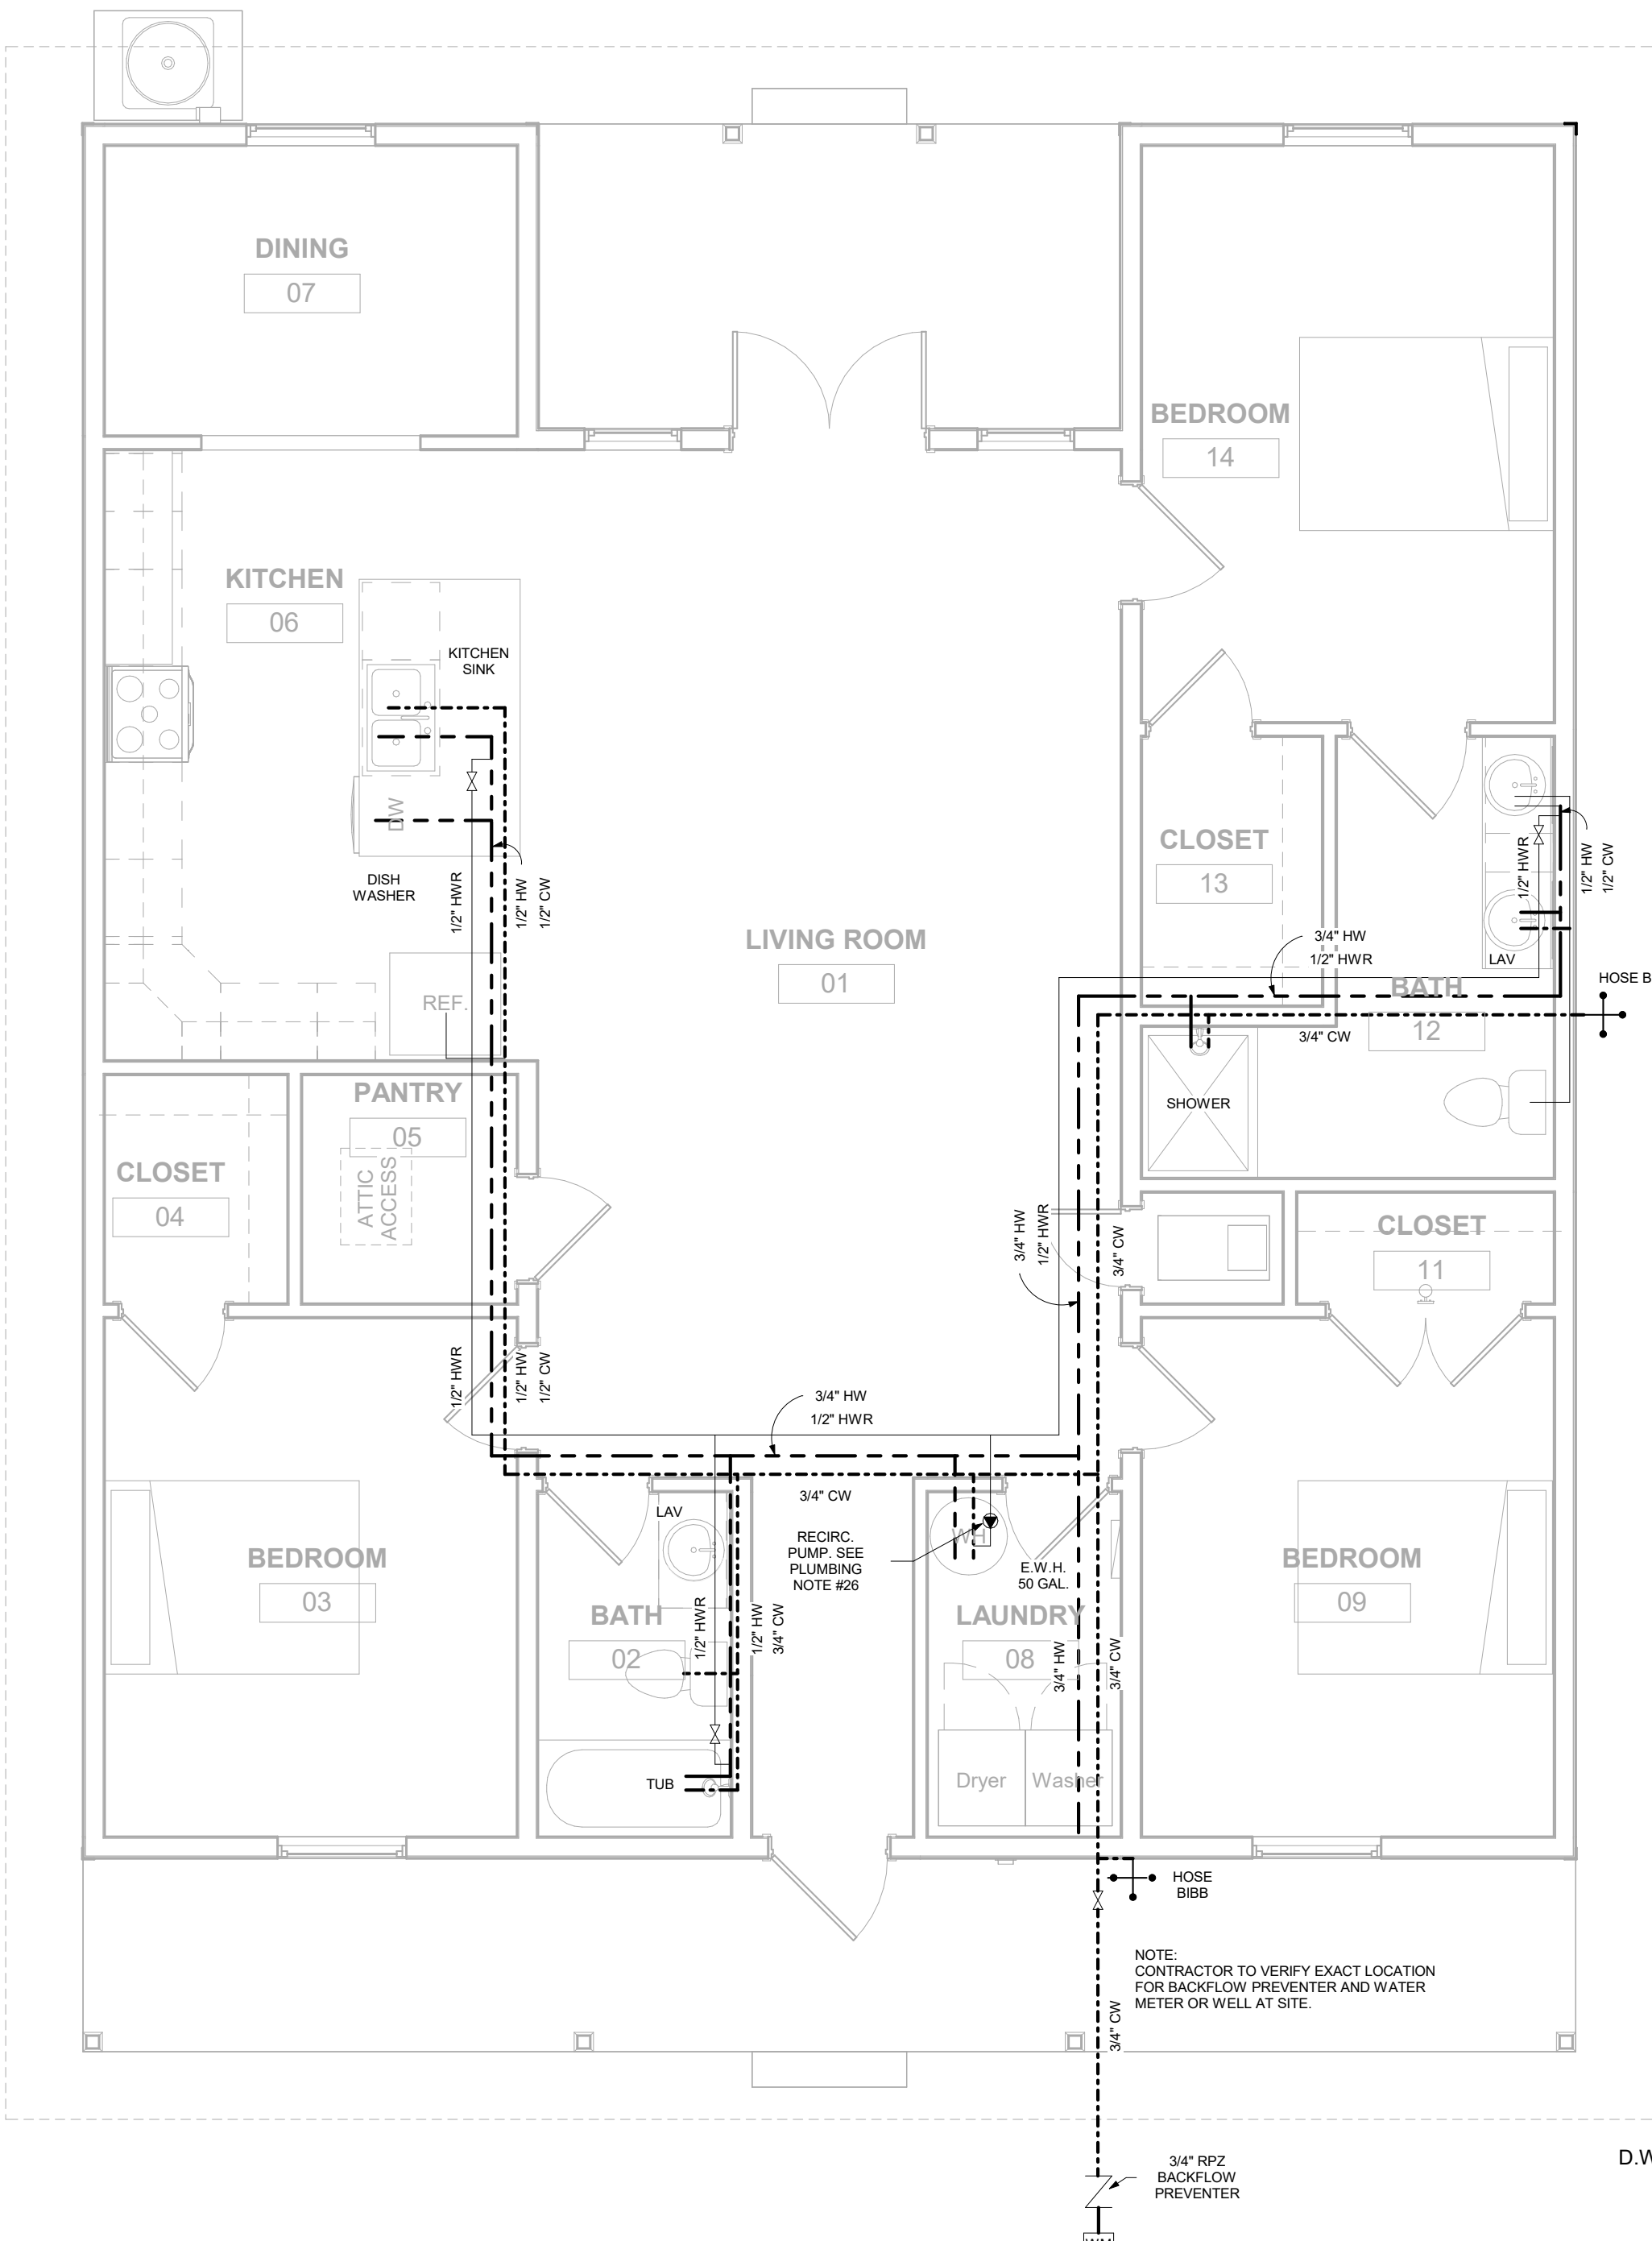 DINING
07
BEDROOM
14
KITCHEN
06
KITCHEN
SINK
DW
DISH
WASHER
1/2" HWR
1/2" HW
1/2" CW
REF.
LIVING ROOM
01
CLOSET
13
1/2" HWR
1/2" HW
1/2" CW
LAV
3/4" HW
1/2" HWR
BATH
12
3/4" CW
HOSE B
SHOWER
PANTRY
05
ATTIC
ACCESS
CLOSET
04
3/4" HW
1/2" HWR
3/4" CW
CLOSET
11
1/2" HWR
1/2" HW
1/2" CW
3/4" HW
1/2" HWR
3/4" CW
LAV
RECIRC.
PUMP. SEE
PLUMBING
NOTE #26
WH
E.W.H.
50 GAL.
BEDROOM
03
BATH
02
1/2" HWR
1/2" HW
3/4" CW
LAUNDRY
08
3/4" HW
3/4" CW
BEDROOM
09
TUB
Dryer
Washer
HOSE
BIBB
NOTE:
CONTRACTOR TO VERIFY EXACT LOCATION
FOR BACKFLOW PREVENTER AND WATER
METER OR WELL AT SITE.
3/4" CW
3/4" RPZ
BACKFLOW
PREVENTER
D.W